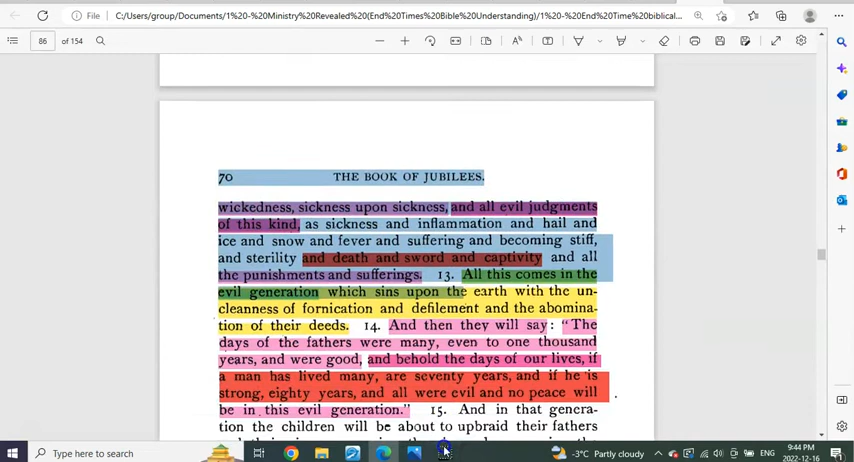 File
C:/Users/group/Documents/1%20-%20Ministry%20Revealed%20(End%20Times%20Bible%20Understanding)/1%20-%20End%20Time%20biblical...
86 of 154
70 THE BOOK OF JUBILEES.
wickedness, sickness upon sickness, and all evil judgments
of this kind, as sickness and inflammation and hail and
ice and snow and fever and suffering and becoming stiff,
and sterility and death and sword and captivity and all
the punishments and sufferings. 13. All this comes in the
evil generation which sins upon the earth with the un-
cleanness of fornication and defilement and the abomina-
tion of their deeds. 14. And then they will say: "The
days of the fathers were many, even to one thousand
years, and were good, and behold the days of our lives, if
a man has lived many, are seventy years, and if he is
strong, eighty years, and all were evil and no peace will
be in this evil generation." 15. And in that genera-
tion the children will be about to upbraid their fathers
Type here to search
-3°C Partly cloudy
ENG
9:44 PM
2022-12-16